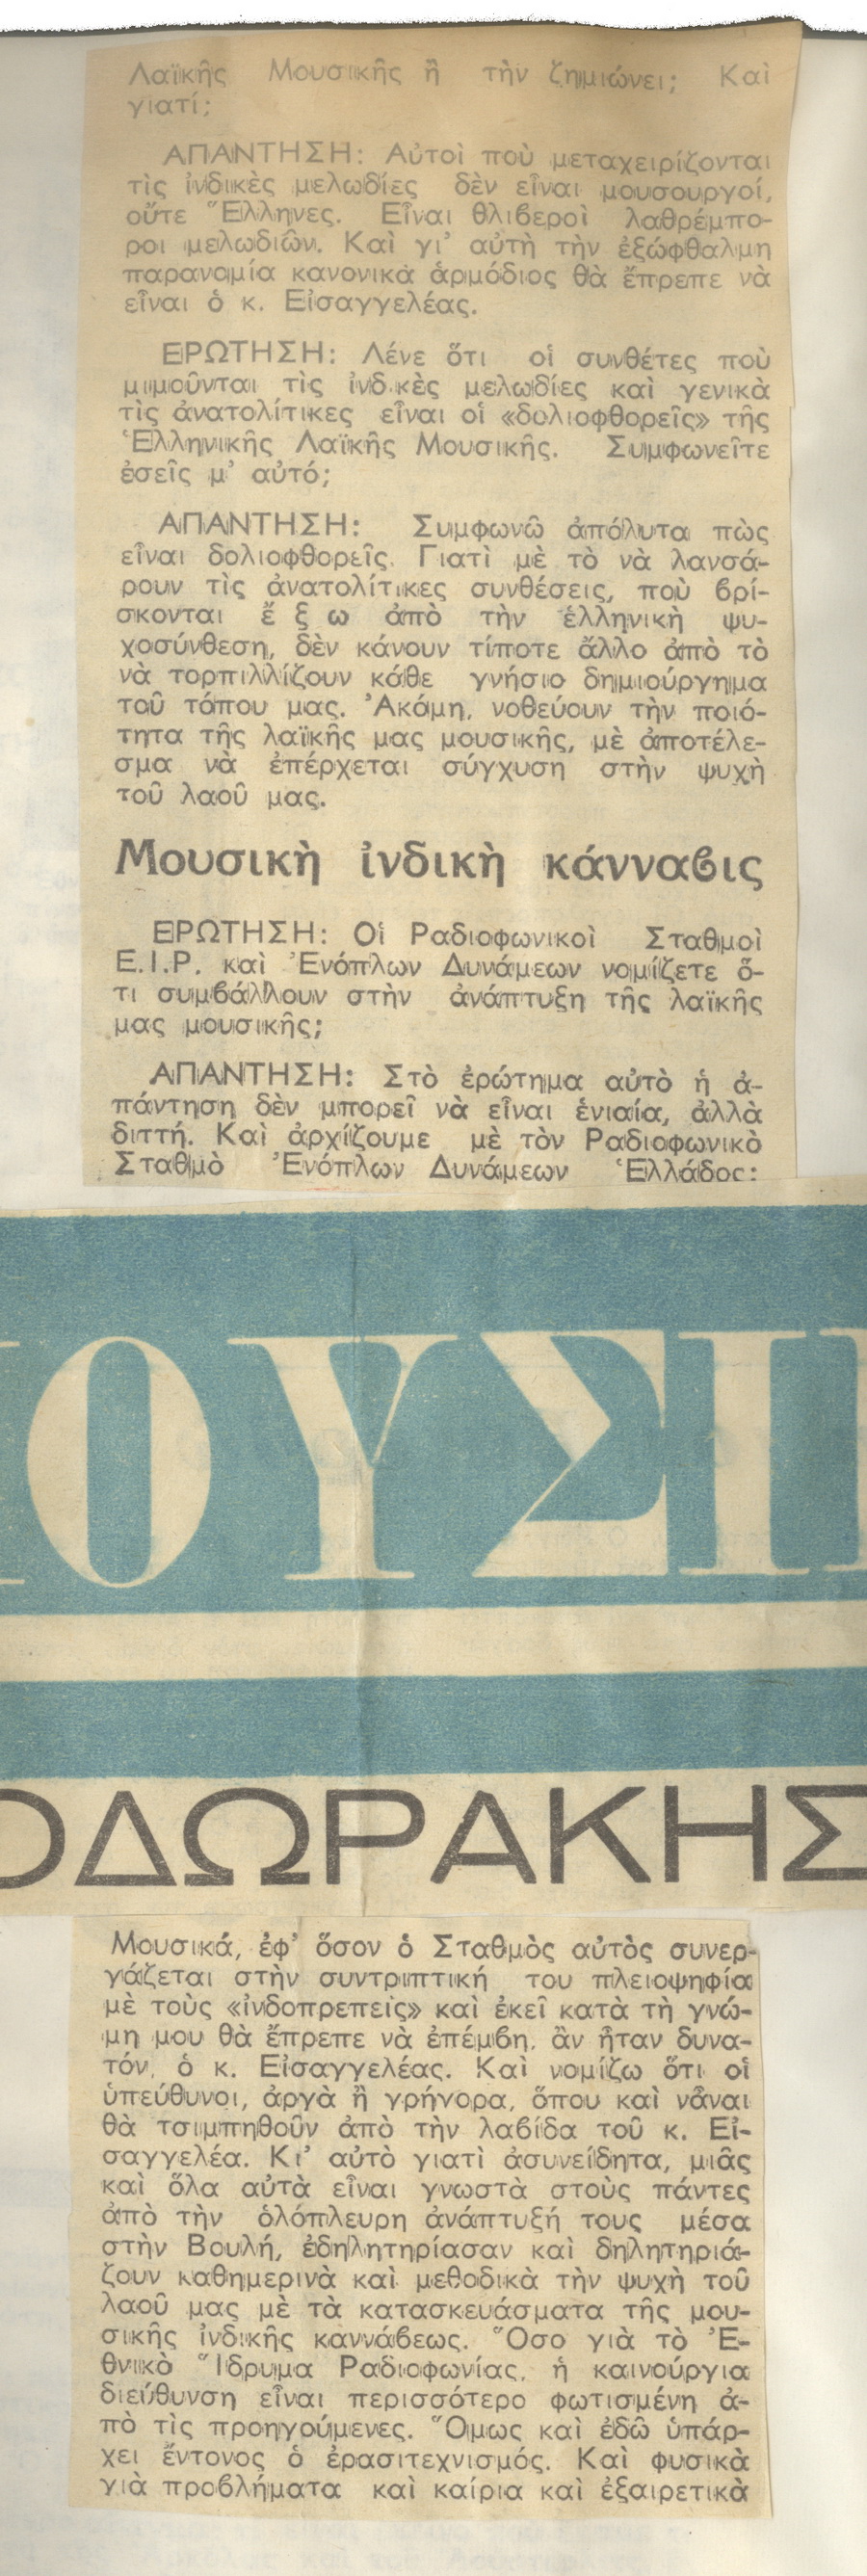 Λαϊκῆς Μουσικῆς ἢ τὴν ζημιώνει; Καὶ
γιατί;
ΑΠΑΝΤΗΣΗ: Αὐτοὶ ποὺ μεταχειρίζονται
τὶς ἰνδικὲς μελωδίες δὲν εἶναι μουσουργοί,
οὔτε Ἕλληνες. Εἶναι θλιβεροὶ λαθρέμπο-
ροι μελωδιῶν. Καὶ γι' αὐτὴ τὴν ἐξώφθαλμη
παρανομία κανονικὰ ἁρμόδιος θὰ ἔπρεπε νὰ
εἶναι ὁ κ. Εἰσαγγελέας.
ΕΡΩΤΗΣΗ: Λένε ὅτι οἱ συνθέτες ποὺ
μιμοῦνται τὶς ἰνδικὲς μελωδίες καὶ γενικὰ
τὶς ἀνατολίτικες εἶναι οἱ «δολιοφθορεῖς» τῆς
Ἑλληνικῆς Λαϊκῆς Μουσικῆς. Συμφωνεῖτε
ἐσεῖς μ' αὐτό;
ΑΠΑΝΤΗΣΗ: Συμφωνῶ ἀπόλυτα πὼς
εἶναι δολιοφθορεῖς. Γιατὶ μὲ τὸ νὰ λανσά-
ρουν τὶς ἀνατολίτικες συνθέσεις, ποὺ βρί-
σκονται ἔ ξ ω ἀπὸ τὴν ἑλληνικὴ ψυ-
χοσύνθεση, δὲν κάνουν τίποτε ἄλλο ἀπὸ τὸ
νὰ τορπιλλίζουν κάθε γνήσιο δημιούργημα
τοῦ τόπου μας. Ἀκόμη, νοθεύουν τὴν ποιό-
τητα τῆς λαϊκῆς μας μουσικῆς, μὲ ἀποτέλε-
σμα νὰ ἐπέρχεται σύγχυση στὴν ψυχὴ
τοῦ λαοῦ μας.
Μουσικὴ ἰνδικὴ κάνναβις
ΕΡΩΤΗΣΗ: Οἱ Ραδιοφωνικοὶ Σταθμοὶ
Ε.Ι.Ρ. καὶ Ἐνόπλων Δυνάμεων νομίζετε ὅ-
τι συμβάλλουν στὴν ἀνάπτυξη τῆς λαϊκῆς
μας μουσικῆς;
ΑΠΑΝΤΗΣΗ: Στὸ ἐρώτημα αὐτὸ ἡ ἀ-
πάντηση δὲν μπορεῖ νὰ εἶναι ἑνιαία, ἀλλὰ
διττή. Καὶ ἀρχίζουμε μὲ τὸν Ραδιοφωνικὸ
Σταθμὸ Ἐνόπλων Δυνάμεων Ἑλλάδος:
ΟΥΣΙ
ΟΔΩΡΑΚΗΣ
Μουσικά, ἐφ' ὅσον ὁ Σταθμὸς αὐτὸς συνερ-
γάζεται στὴν συντριπτική του πλειοψηφία
μὲ τοὺς «ἰνδοπρεπεῖς» καὶ ἐκεῖ κατὰ τὴ γνώ-
μη μου θὰ ἔπρεπε νὰ ἐπέμβη, ἂν ἦταν δυνα-
τόν, ὁ κ. Εἰσαγγελέας. Καὶ νομίζω ὅτι οἱ
ὑπεύθυνοι, ἀργὰ ἢ γρήγορα, ὅπου καὶ νἆναι
θὰ τσιμπηθοῦν ἀπὸ τὴν λαβίδα τοῦ κ. Εἰ-
σαγγελέα. Κι' αὐτὸ γιατὶ ἀσυνείδητα, μιᾶς
καὶ ὅλα αὐτὰ εἶναι γνωστὰ στοὺς πάντες
ἀπὸ τὴν ὁλόπλευρη ἀνάπτυξή τους μέσα
στὴν Βουλή, ἐδηλητηρίασαν καὶ δηλητηριά-
ζουν καθημερινὰ καὶ μεθοδικὰ τὴν ψυχὴ τοῦ
λαοῦ μας μὲ τὰ κατασκευάσματα τῆς μου-
σικῆς ἰνδικῆς καννάβεως. Ὅσο γιὰ τὸ Ἐ-
θνικὸ Ἵδρυμα Ραδιοφωνίας, ἡ καινούργια
διεύθυνση εἶναι περισσότερο φωτισμένη ἀ-
πὸ τὶς προηγούμενες. Ὅμως καὶ ἐδῶ ὑπάρ-
χει ἔντονος ὁ ἐρασιτεχνισμός. Καὶ φυσικὰ
γιὰ προβλήματα καὶ καίρια καὶ ἐξαιρετικὰ